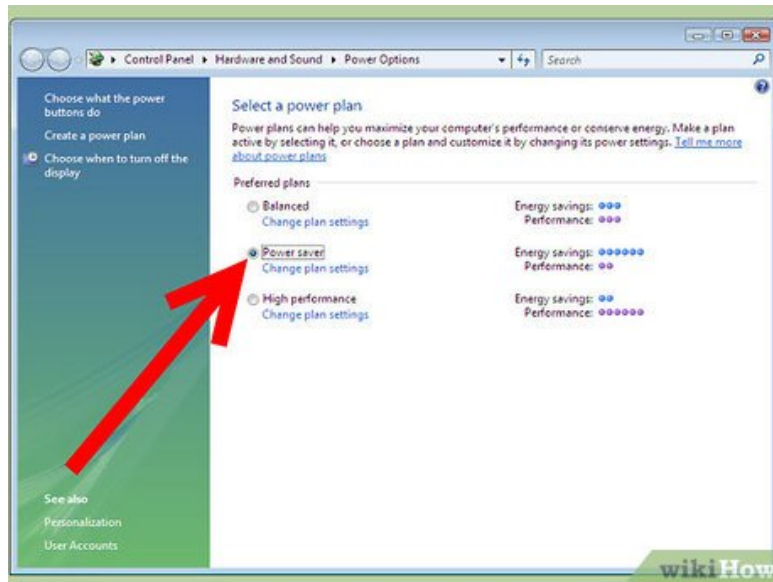 Control Panel ▸ Hardware and Sound ▸ Power Options
Search
Choose what the power
buttons do
Create a power plan
Choose when to turn off the
display
See also
Personalization
User Accounts
Select a power plan
Power plans can help you maximize your computer's performance or conserve energy. Make a plan
active by selecting it, or choose a plan and customize it by changing its power settings. Tell me more
about power plans
Preferred plans
Balanced
Energy savings:
Change plan settings
Performance:
Power saver
Energy savings:
Change plan settings
Performance:
High performance
Energy savings:
Change plan settings
Performance:
wikiHow